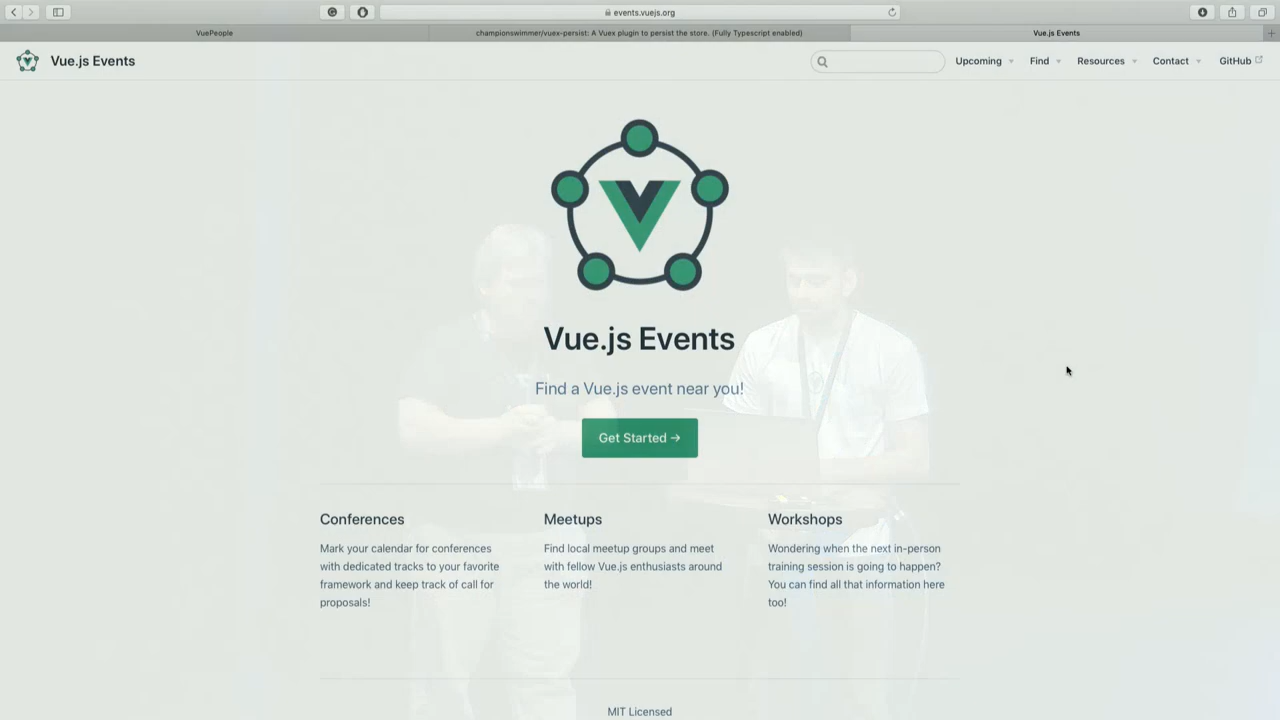 events.vuejs.org
VuePeople
championswimmer/vuex-persist: A Vuex plugin to persist the store. (Fully Typescript enabled)
Vue.js Events
Vue.js Events
Upcoming
Find
Resources
Contact
GitHub
Vue.js Events
Find a Vue.js event near you!
Get Started →
Conferences
Mark your calendar for conferences
with dedicated tracks to your favorite
framework and keep track of call for
proposals!
Meetups
Find local meetup groups and meet
with fellow Vue.js enthusiasts around
the world!
Workshops
Wondering when the next in-person
training session is going to happen?
You can find all that information here
too!
MIT Licensed